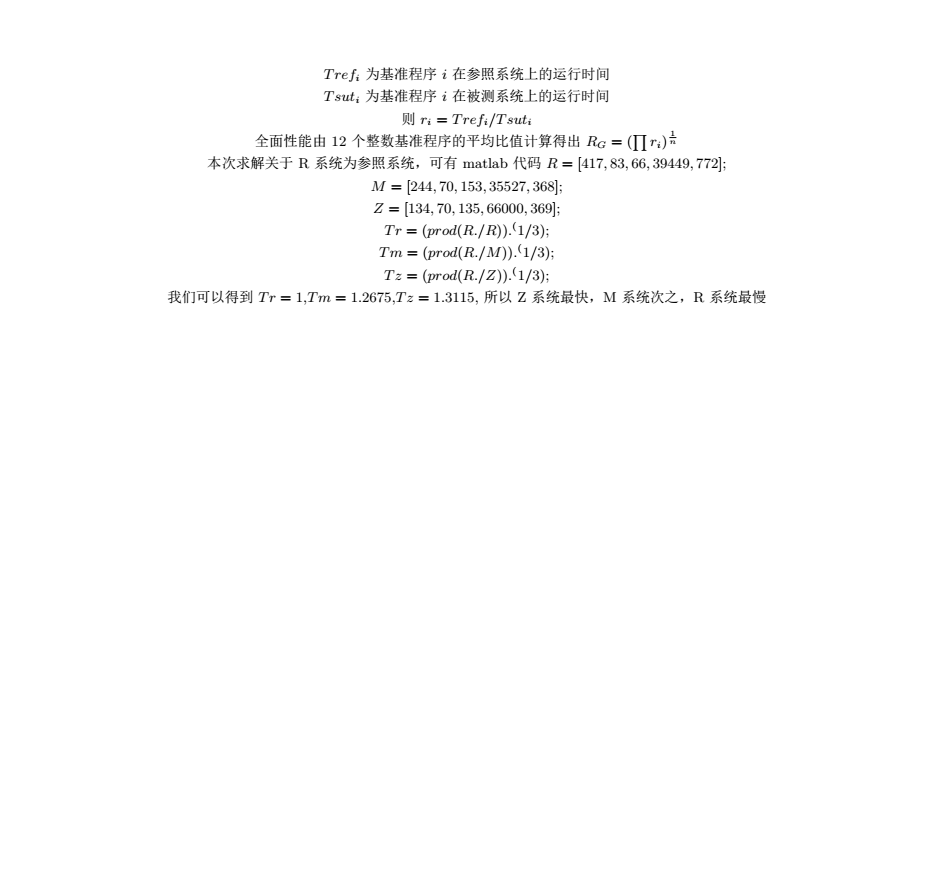 Tref_i 为基准程序 i 在参照系统上的运行时间
Tsut_i 为基准程序 i 在被测系统上的运行时间
则 r_i = Tref_i/Tsut_i
全面性能由 12 个整数基准程序的平均比值计算得出 R_G = (∏ r_i)^{1/n}
本次求解关于 R 系统为参照系统，可有 matlab 代码 R = [417, 83, 66, 39449, 772];
M = [244, 70, 153, 35527, 368];
Z = [134, 70, 135, 66000, 369];
Tr = (prod(R./R)).^(1/3);
Tm = (prod(R./M)).^(1/3);
Tz = (prod(R./Z)).^(1/3);
我们可以得到 Tr = 1,Tm = 1.2675,Tz = 1.3115, 所以 Z 系统最快，M 系统次之，R 系统最慢